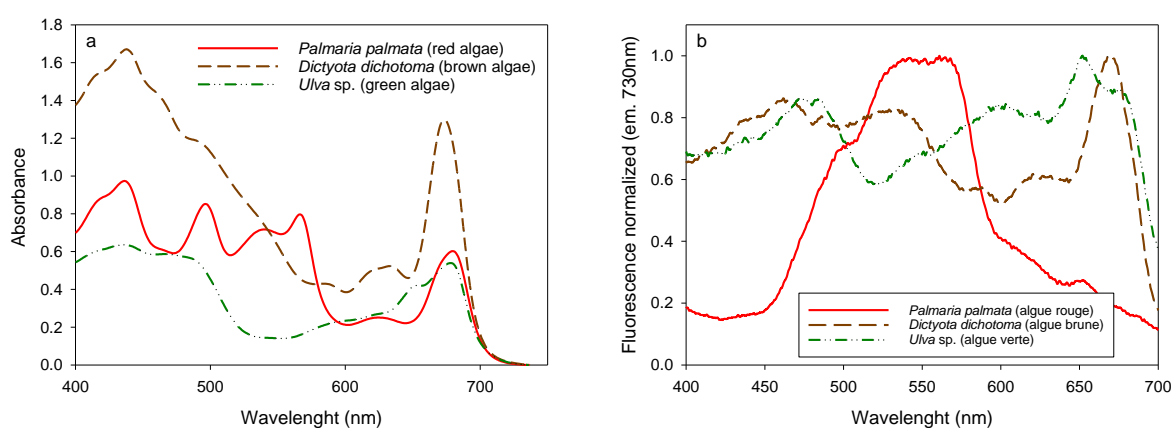 a
Palmaria palmata (red algae)
Dictyota dichotoma (brown algae)
Ulva sp. (green algae)
Absorbance
1.8
1.6
1.4
1.2
1.0
0.8
0.6
0.4
0.2
0.0
400
500
600
700
Wavelenght (nm)
b
Fluorescence normalized (em. 730nm)
1.0
0.8
0.6
0.4
0.2
Palmaria palmata (algue rouge)
Dictyota dichotoma (algue brune)
Ulva sp. (algue verte)
400
450
500
550
600
650
700
Wavelenght (nm)